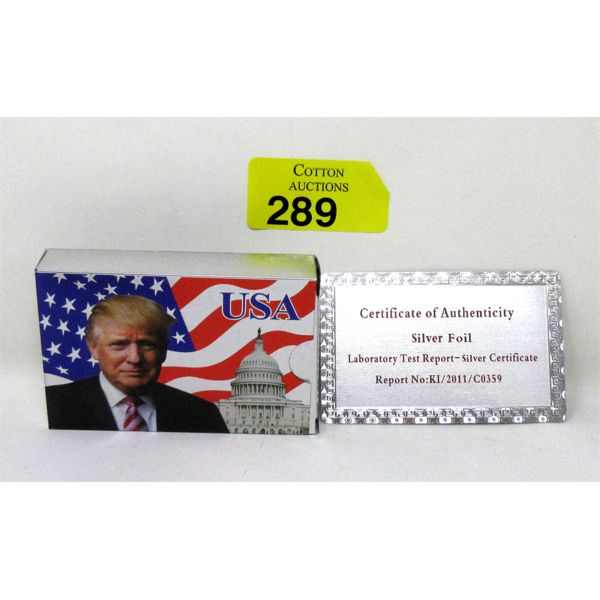 COTTON
AUCTIONS
289
USA
Certificate of Authenticity
Silver Foil
Laboratory Test Report-Silver Certificate
Report No:KI/2011/C0359